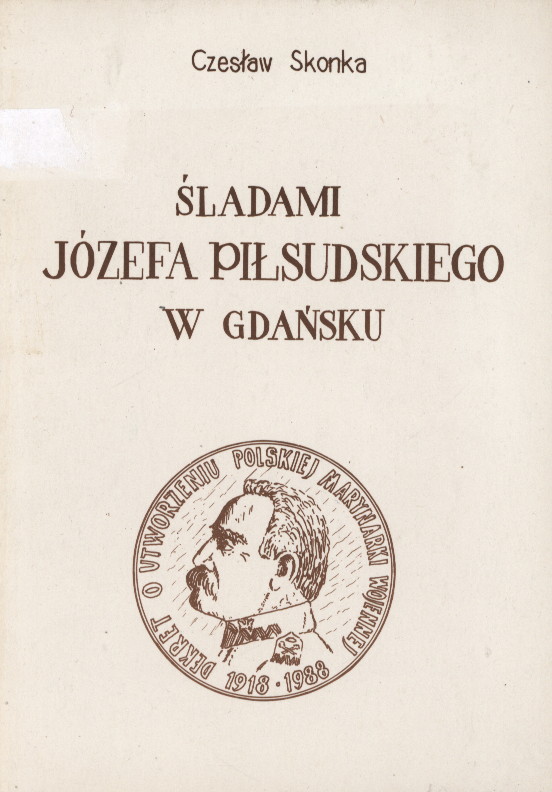 Czesław Skonka
ŚLADAMI
JÓZEFA PIŁSUDSKIEGO
W GDAŃSKU
DEKRET O UTWORZENIU POLSKIEJ MARYNARKI WOJENNEJ
1918 · 1988